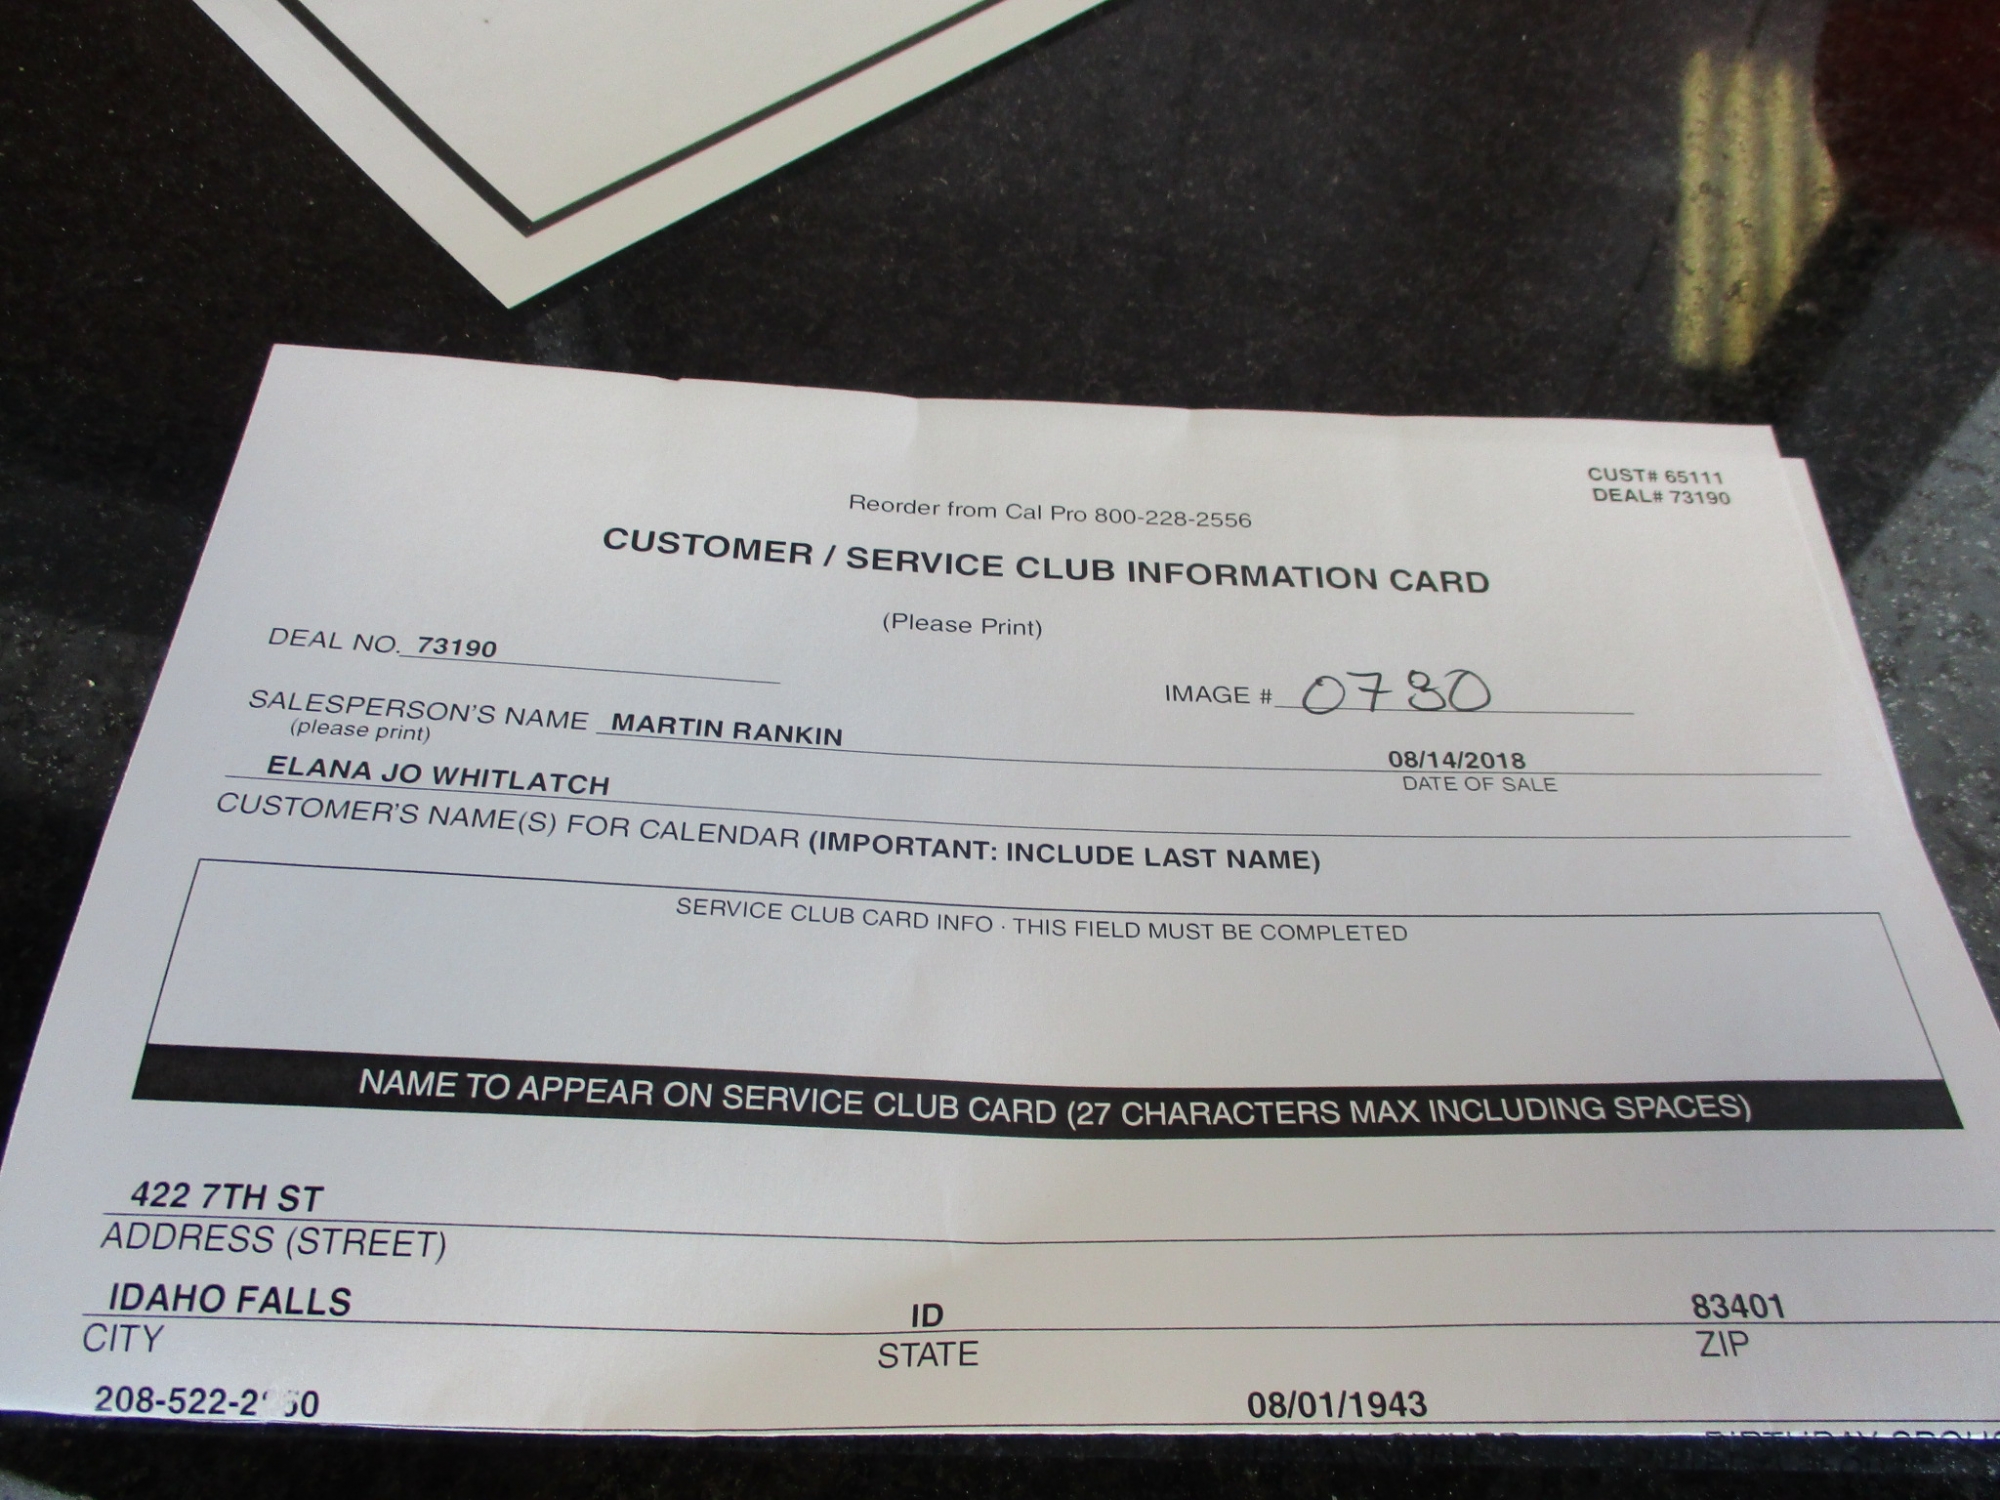 CUST# 65111
DEAL# 73190
Reorder from Cal Pro 800-228-2556
CUSTOMER / SERVICE CLUB INFORMATION CARD
(Please Print)
DEAL NO. 73190
IMAGE # 0730
SALESPERSON'S NAME MARTIN RANKIN
(please print)
08/14/2018
DATE OF SALE
ELANA JO WHITLATCH
CUSTOMER'S NAME(S) FOR CALENDAR (IMPORTANT: INCLUDE LAST NAME)
SERVICE CLUB CARD INFO · THIS FIELD MUST BE COMPLETED
NAME TO APPEAR ON SERVICE CLUB CARD (27 CHARACTERS MAX INCLUDING SPACES)
422 7TH ST
ADDRESS (STREET)
IDAHO FALLS ID 83401
CITY STATE ZIP
08/01/1943